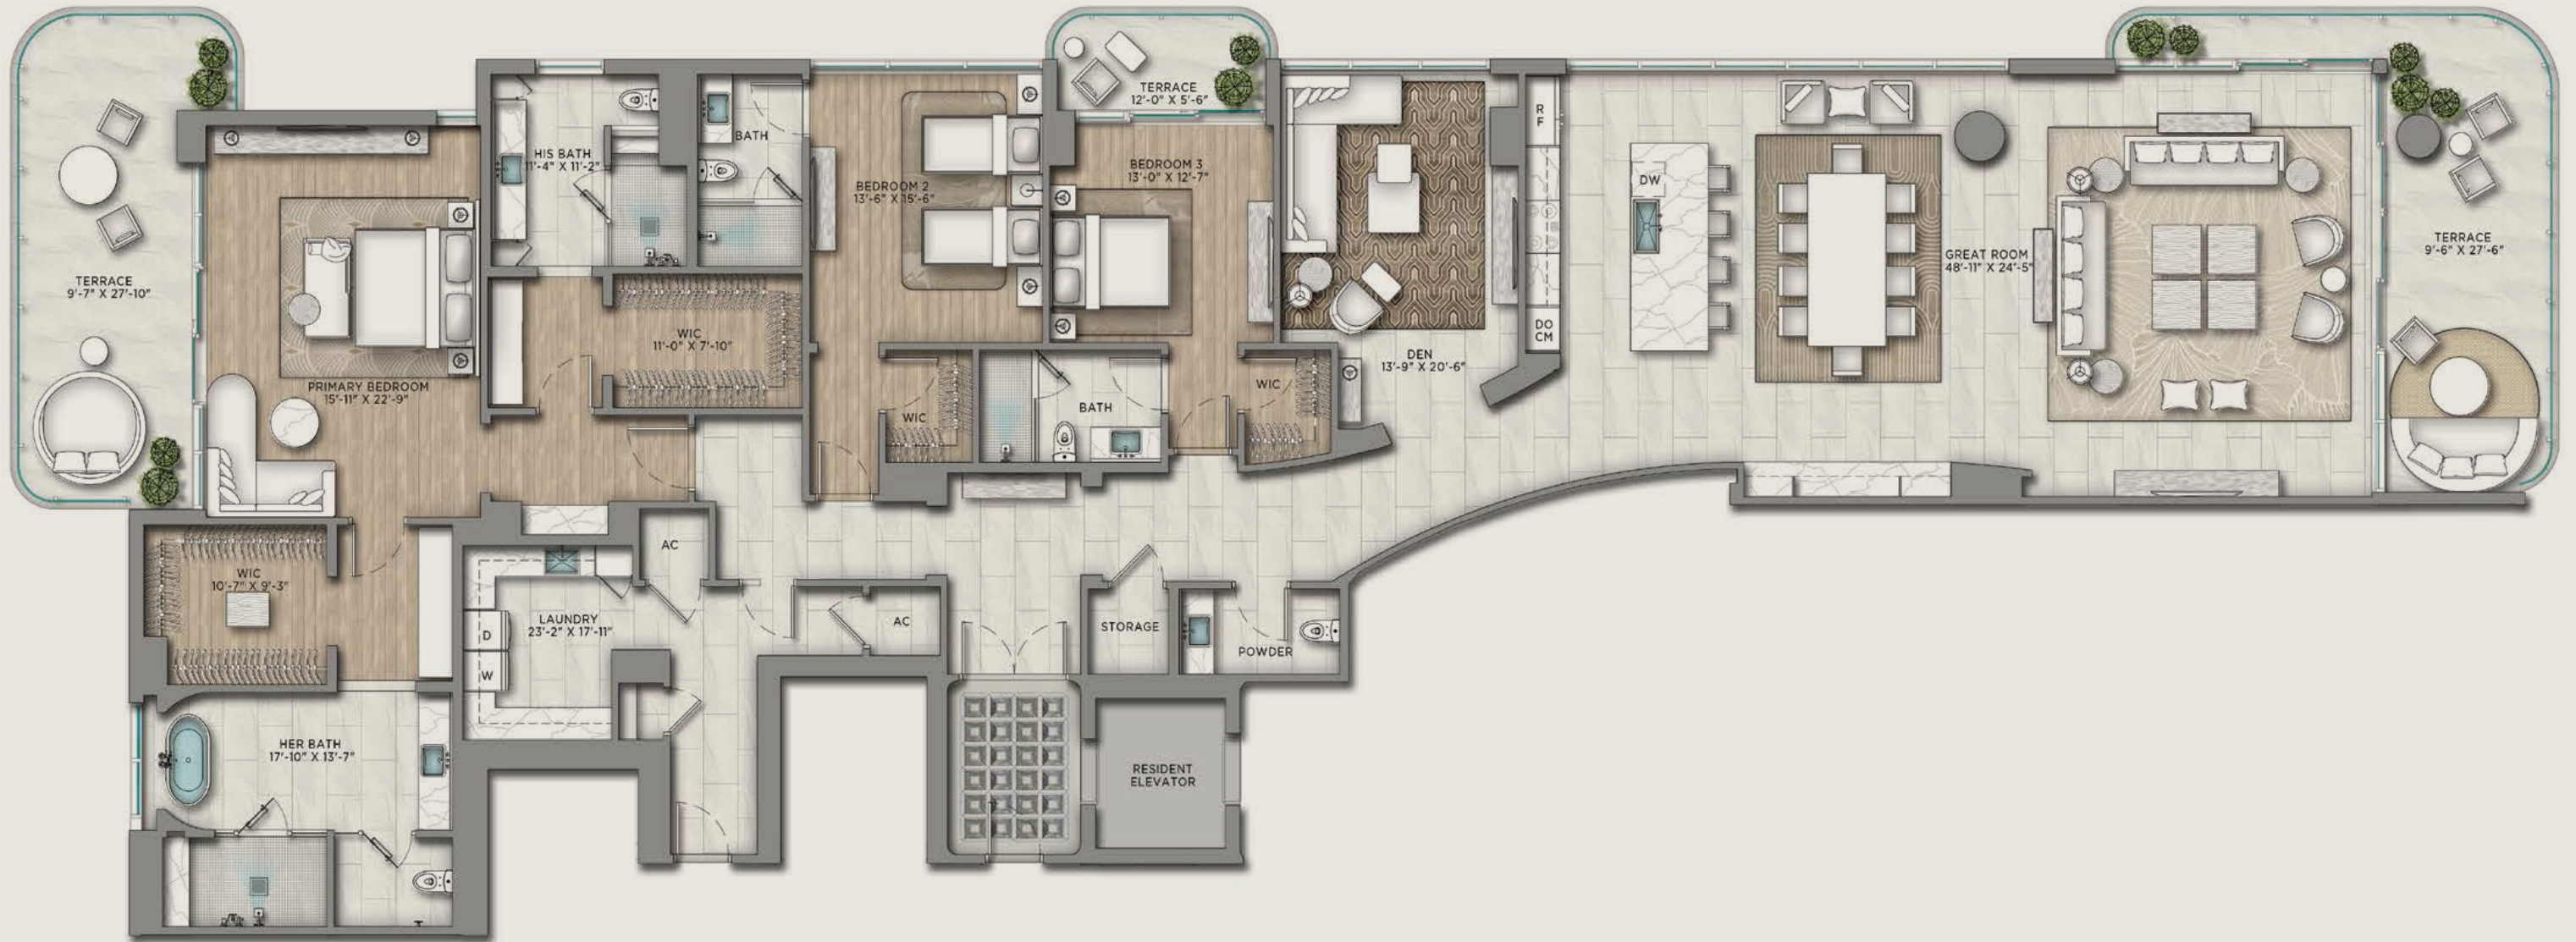 TERRACE
9'-7" X 27'-10"
PRIMARY BEDROOM
15'-11" X 22'-9"
HIS BATH
11'-4" X 11'-2"
BATH
WIC
11'-0" X 7'-10"
BEDROOM 2
13'-6" X 15'-6"
WIC
TERRACE
12'-0" X 5'-6"
BEDROOM 3
13'-0" X 12'-7"
BATH
WIC
DEN
13'-9" X 20'-6"
R
F
DO
CM
DW
GREAT ROOM
48'-11" X 24'-5"
TERRACE
9'-6" X 27'-6"
WIC
10'-7" X 9'-3"
AC
LAUNDRY
23'-2" X 17'-11"
D
W
AC
STORAGE
POWDER
HER BATH
17'-10" X 13'-7"
RESIDENT
ELEVATOR